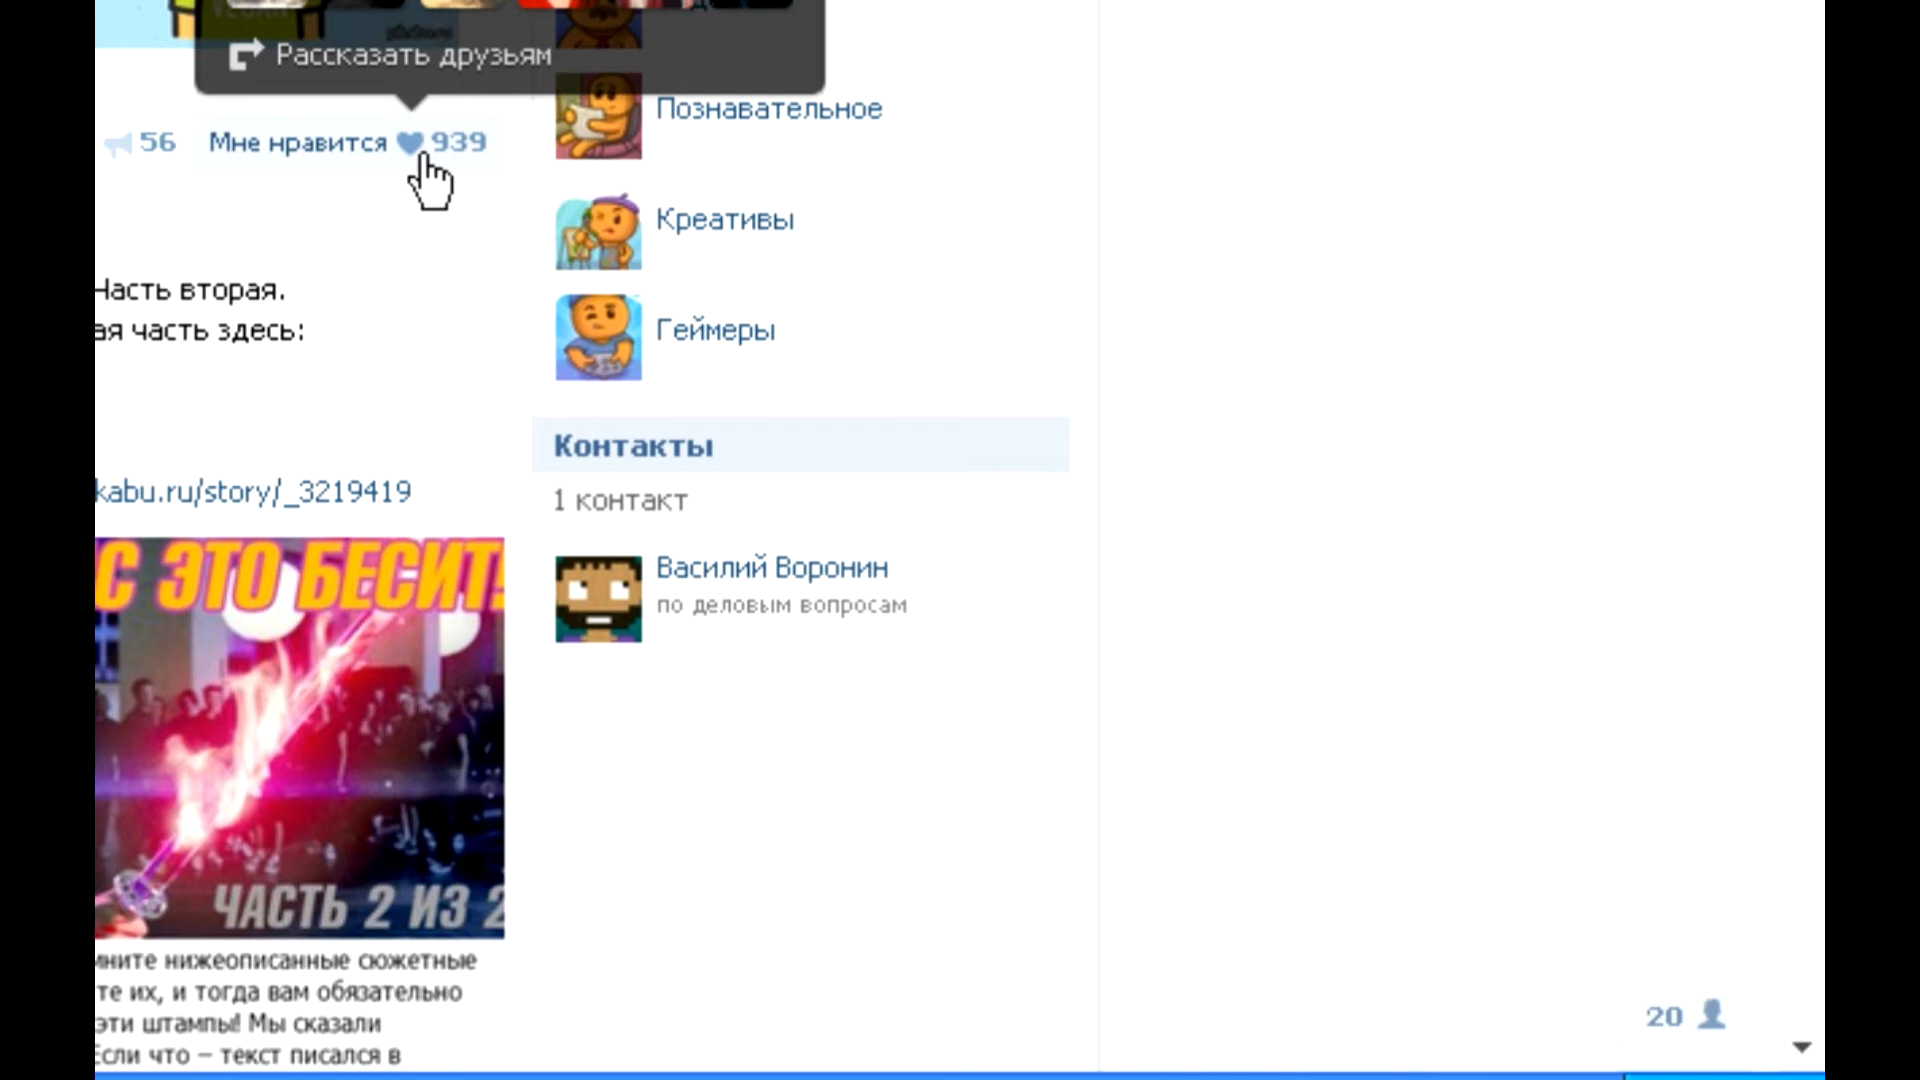 Рассказать друзьям
56
Мне нравится 939
Часть вторая.
ая часть здесь:
kabu.ru/story/_3219419
С ЭТО БЕСИТ!
ЧАСТЬ 2 ИЗ 2
мните нижеописанные сюжетные
те их, и тогда вам обязательно
эти штампы! Мы сказали
Если что – текст писался в
Познавательное
Креативы
Геймеры
Контакты
1 контакт
Василий Воронин
по деловым вопросам
20